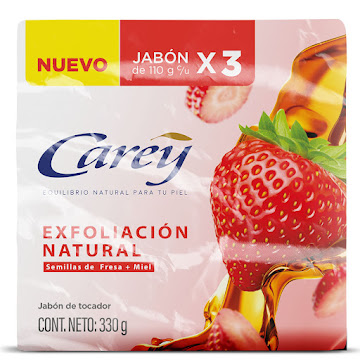 NUEVO
JABÓN
de 110 g c/u
X 3
Carey
EQUILIBRIO NATURAL PARA TU PIEL
EXFOLIACIÓN
NATURAL
Semillas de Fresa + Miel
Jabón de tocador
CONT. NETO: 330 g